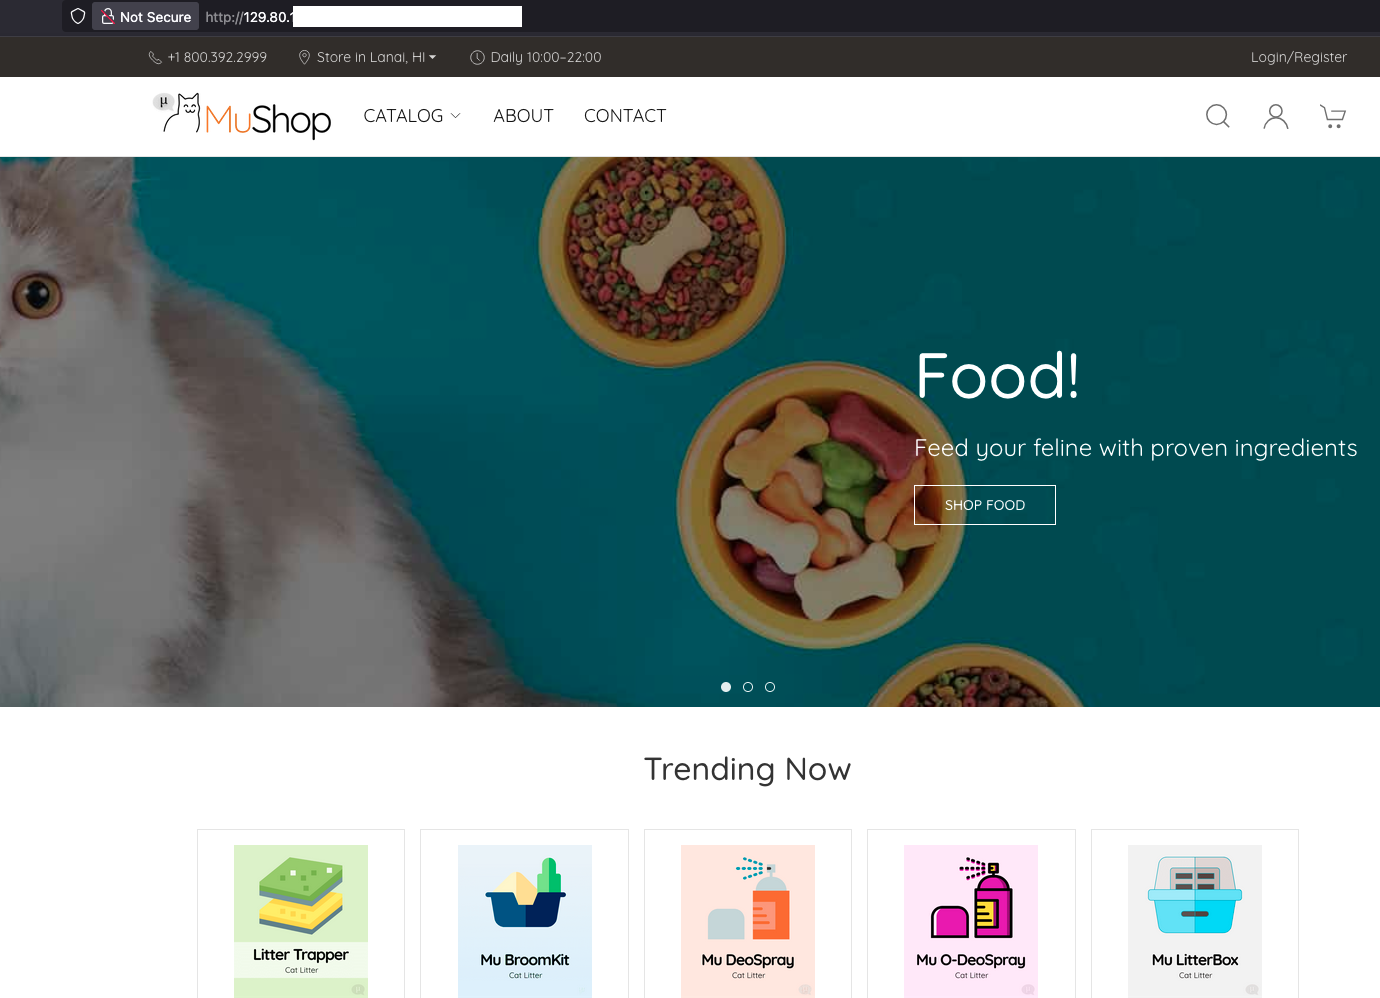 Not Secure http://129.80.
+1 800.392.2999 Store in Lanai, HI Daily 10:00–22:00 Login/Register
µ MuShop CATALOG ABOUT CONTACT
Food!
Feed your feline with proven ingredients
SHOP FOOD
Trending Now
Litter Trapper
Cat Litter
Mu BroomKit
Cat Litter
Mu DeoSpray
Cat Litter
Mu O-DeoSpray
Cat Litter
Mu LitterBox
Cat Litter